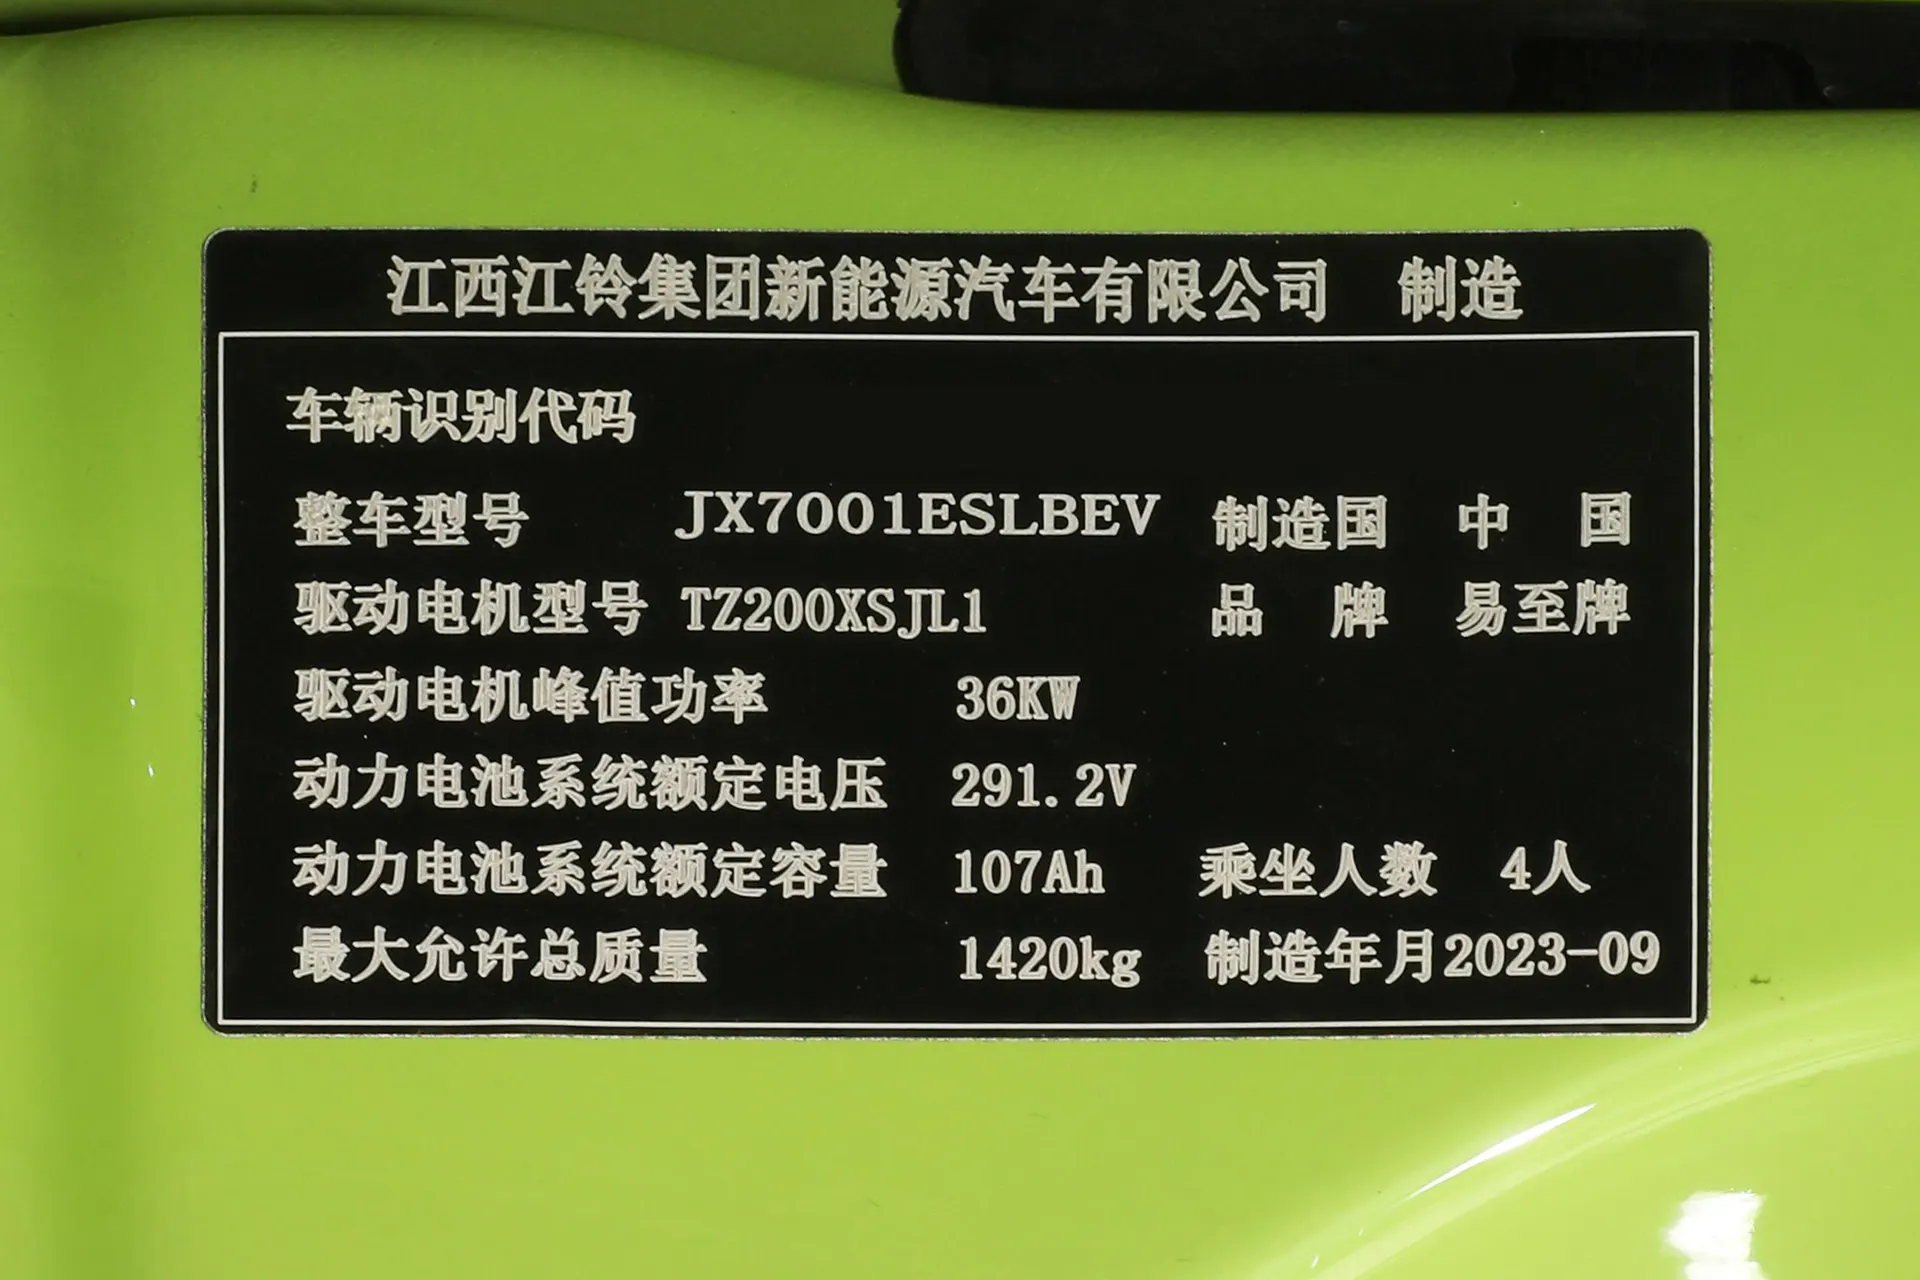 江西江铃集团新能源汽车有限公司 制造
车辆识别代码
整车型号 JX7001ESLBEV 制造国 中 国
驱动电机型号 TZ200XSJL1 品 牌 易至牌
驱动电机峰值功率 36KW
动力电池系统额定电压 291.2V
动力电池系统额定容量 107Ah 乘坐人数 4人
最大允许总质量 1420kg 制造年月2023-09